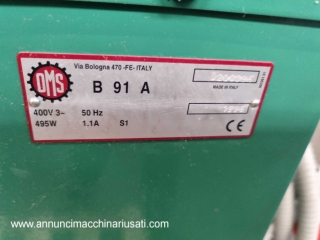 Via Bologna 470 -FE- ITALY
OMS
B 91 A
MADE IN ITALY
400V 3~ 50 Hz
495W 1.1A S1
CE
www.annuncimacchinariusati.com